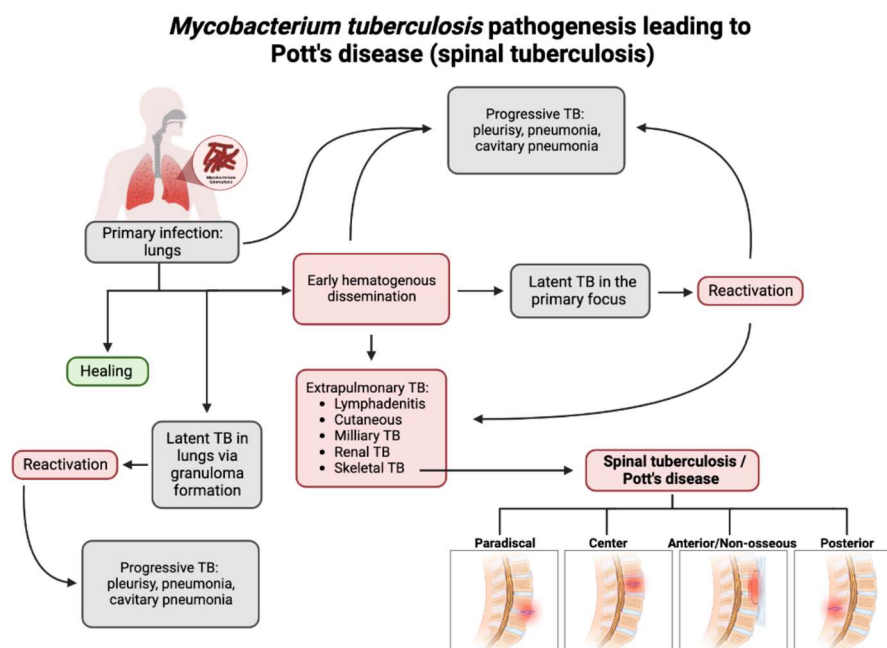 Mycobacterium tuberculosis pathogenesis leading to
Pott's disease (spinal tuberculosis)
Progressive TB:
pleurisy, pneumonia,
cavitary pneumonia
Mycobacterium
tuberculosis
Primary infection:
lungs
Early hematogenous
dissemination
Latent TB in the
primary focus
Reactivation
Healing
Extrapulmonary TB:
• Lymphadenitis
• Cutaneous
• Milliary TB
• Renal TB
• Skeletal TB
Latent TB in
lungs via
granuloma
formation
Reactivation
Spinal tuberculosis /
Pott's disease
Progressive TB:
pleurisy, pneumonia,
cavitary pneumonia
Paradiscal
Center
Anterior/Non-osseous
Posterior